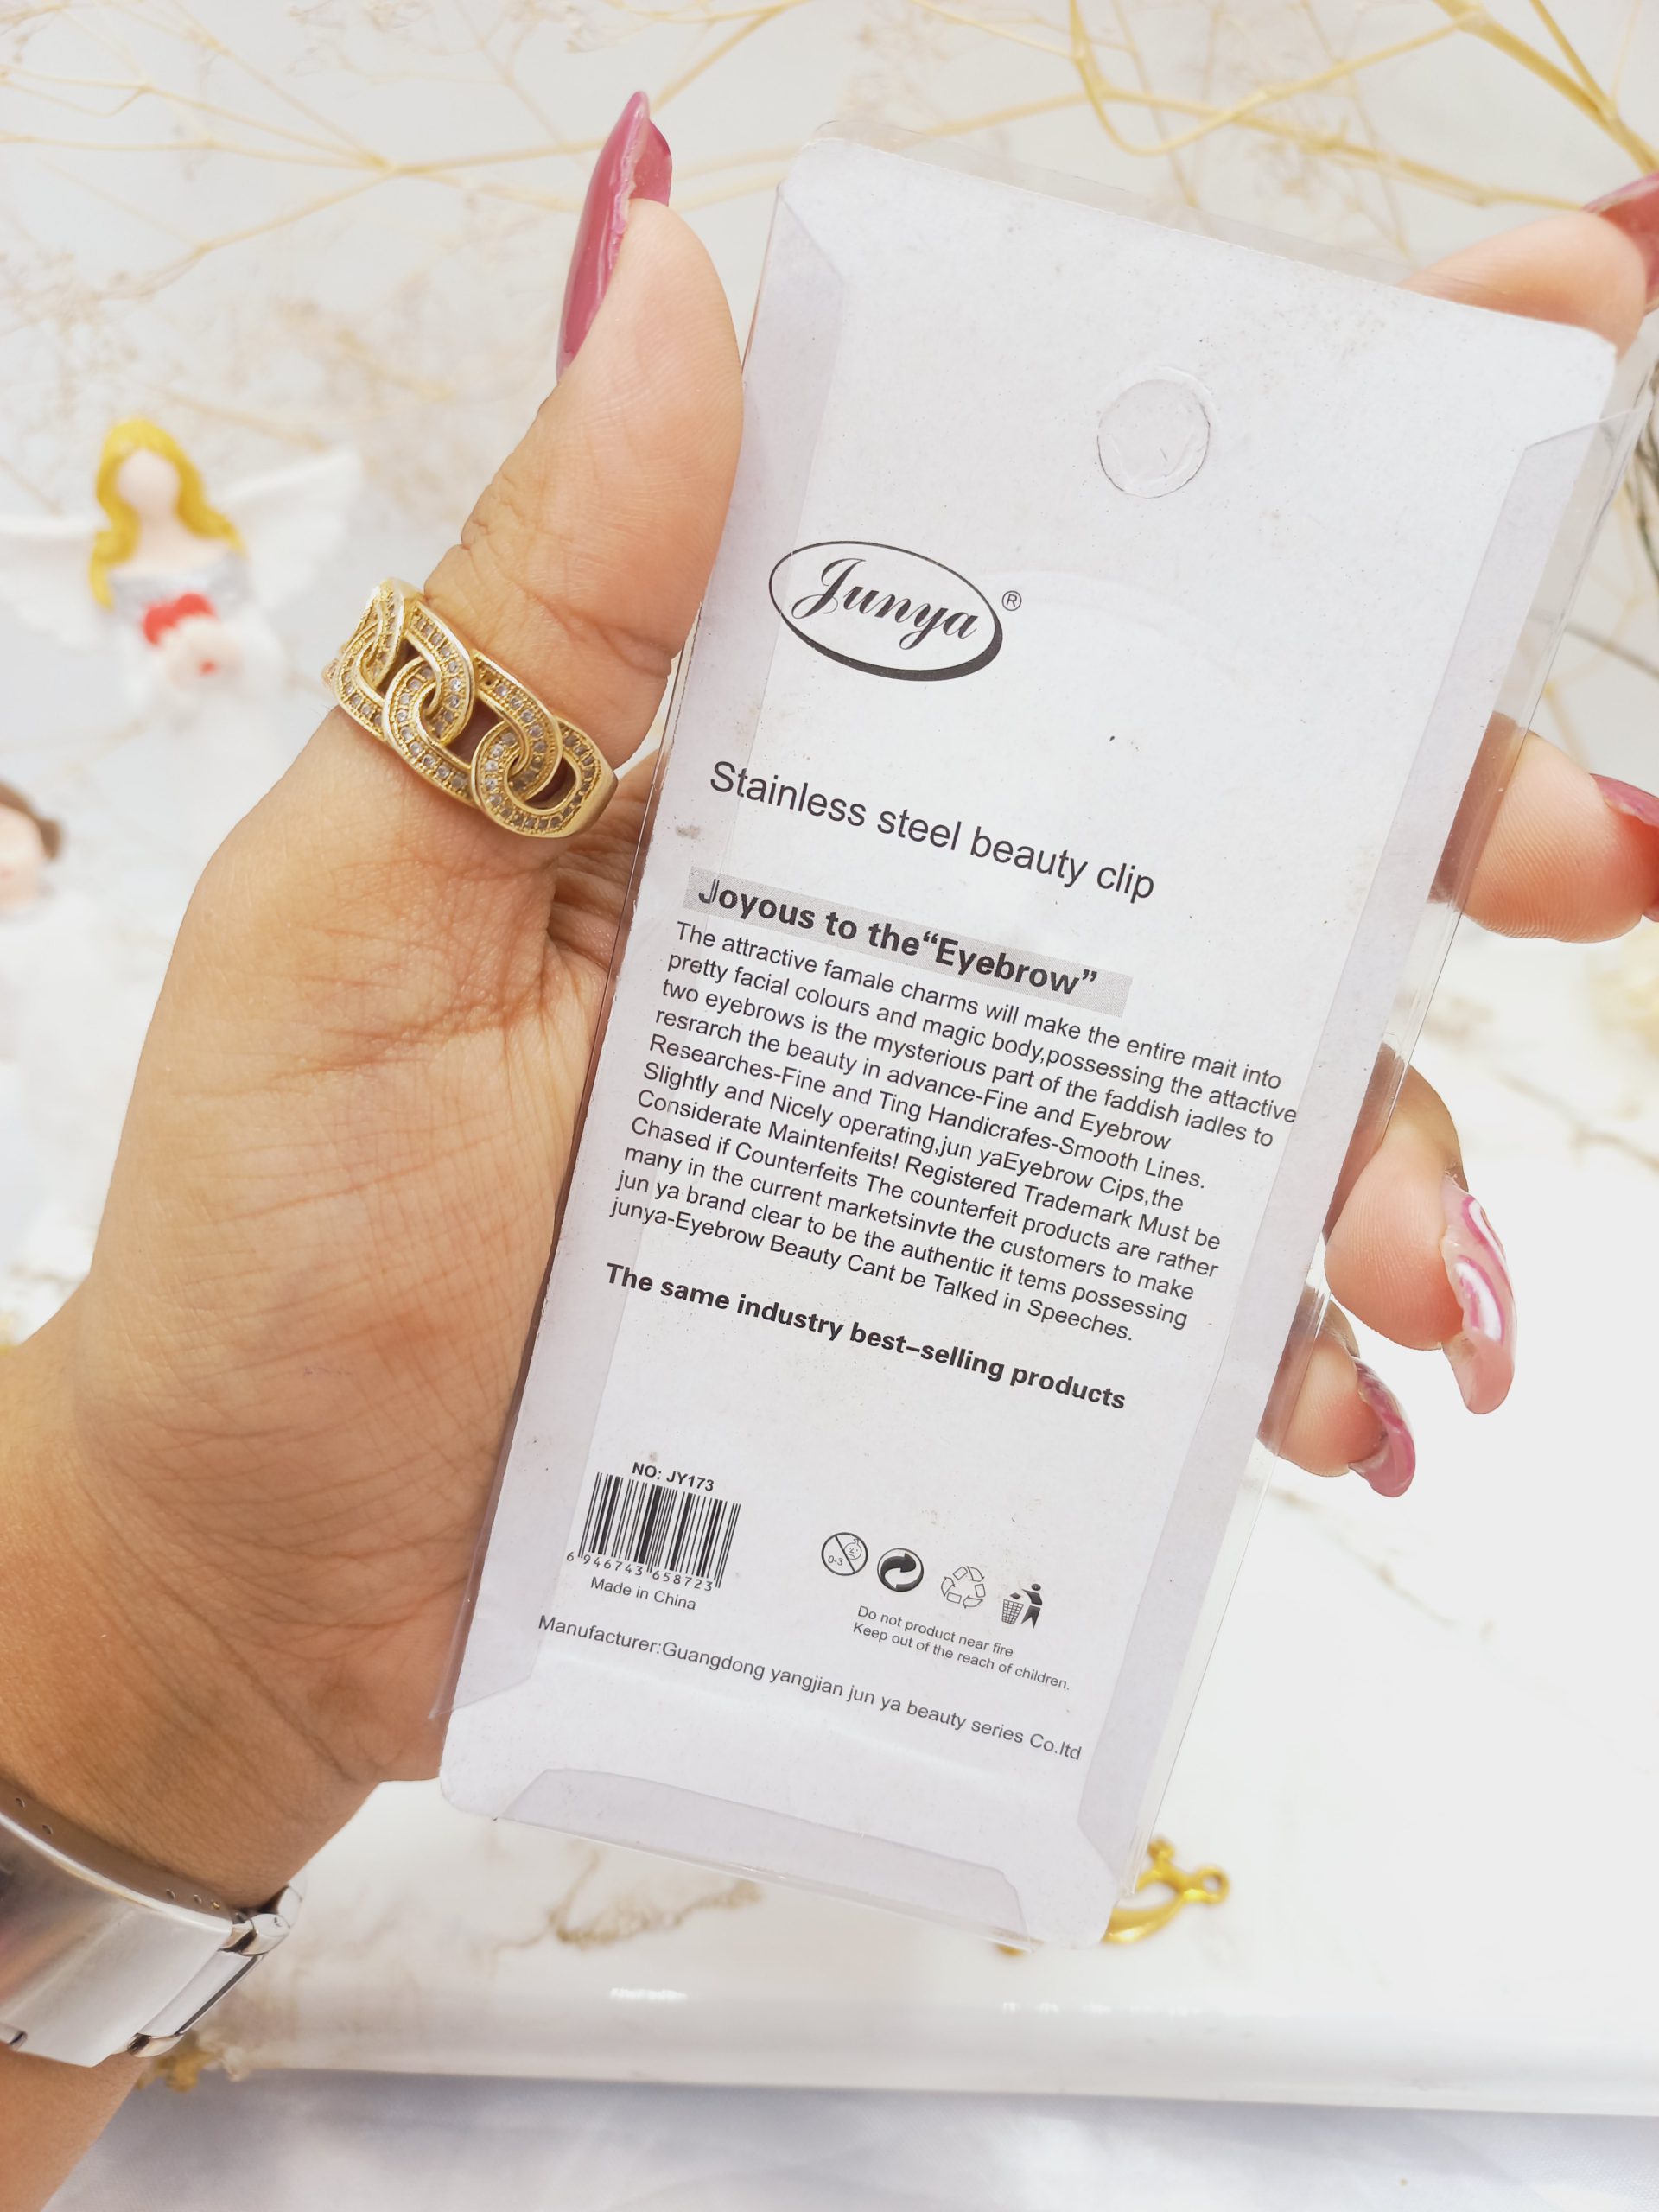 Junya®
Stainless steel beauty clip
Joyous to the“Eyebrow”
The attractive famale charms will make the entire mait into
pretty facial colours and magic body,possessing the attactive
two eyebrows is the mysterious part of the faddish iadles to
resrarch the beauty in advance-Fine and Eyebrow
Researches-Fine and Ting Handicrafes-Smooth Lines.
Slightly and Nicely operating,jun yaEyebrow Cips,the
Considerate Maintenfeits! Registered Trademark Must be
Chased if Counterfeits The counterfeit products are rather
many in the current marketsinvte the customers to make
jun ya brand clear to be the authentic it tems possessing
junya-Eyebrow Beauty Cant be Talked in Speeches.
The same industry best–selling products
NO: JY173
6 946743 658723
Made in China
0-3
Do not product near fire
Keep out of the reach of children.
Manufacturer:Guangdong yangjian jun ya beauty series Co.ltd